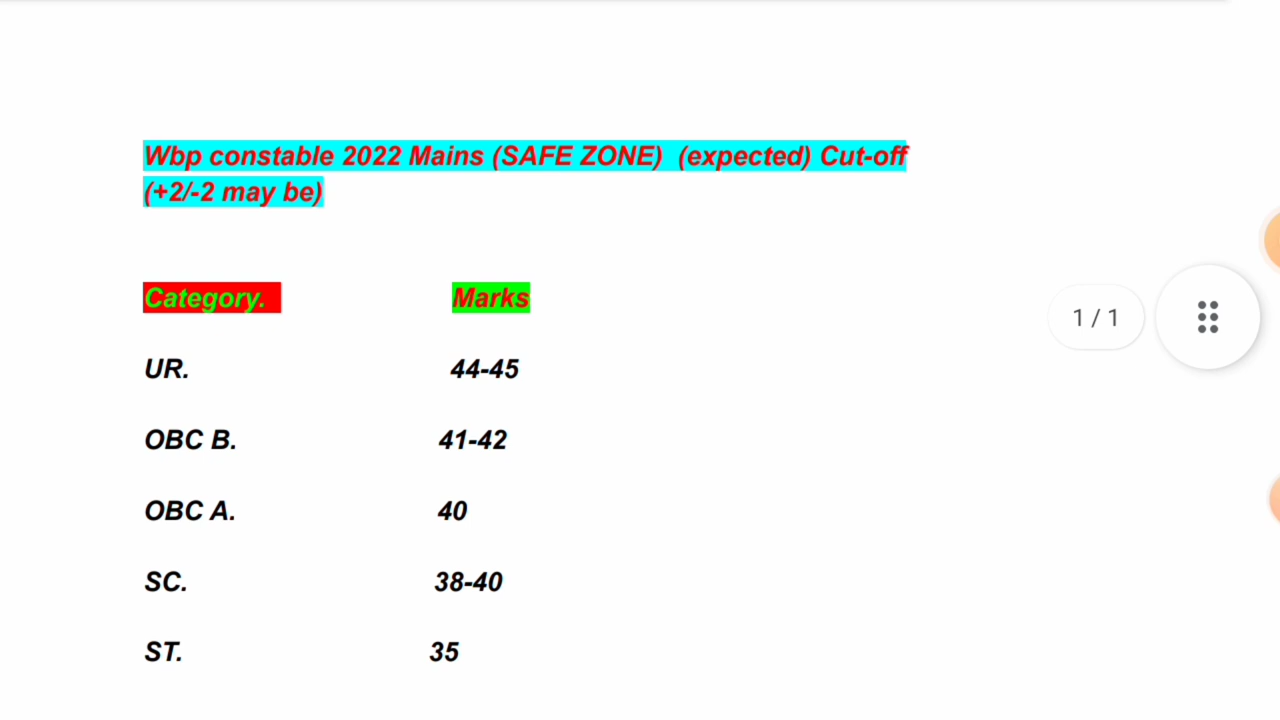 Wbp constable 2022 Mains (SAFE ZONE) (expected) Cut-off
(+2/-2 may be)
Category. Marks
UR. 44-45
1 / 1
OBC B. 41-42
OBC A. 40
SC. 38-40
ST. 35